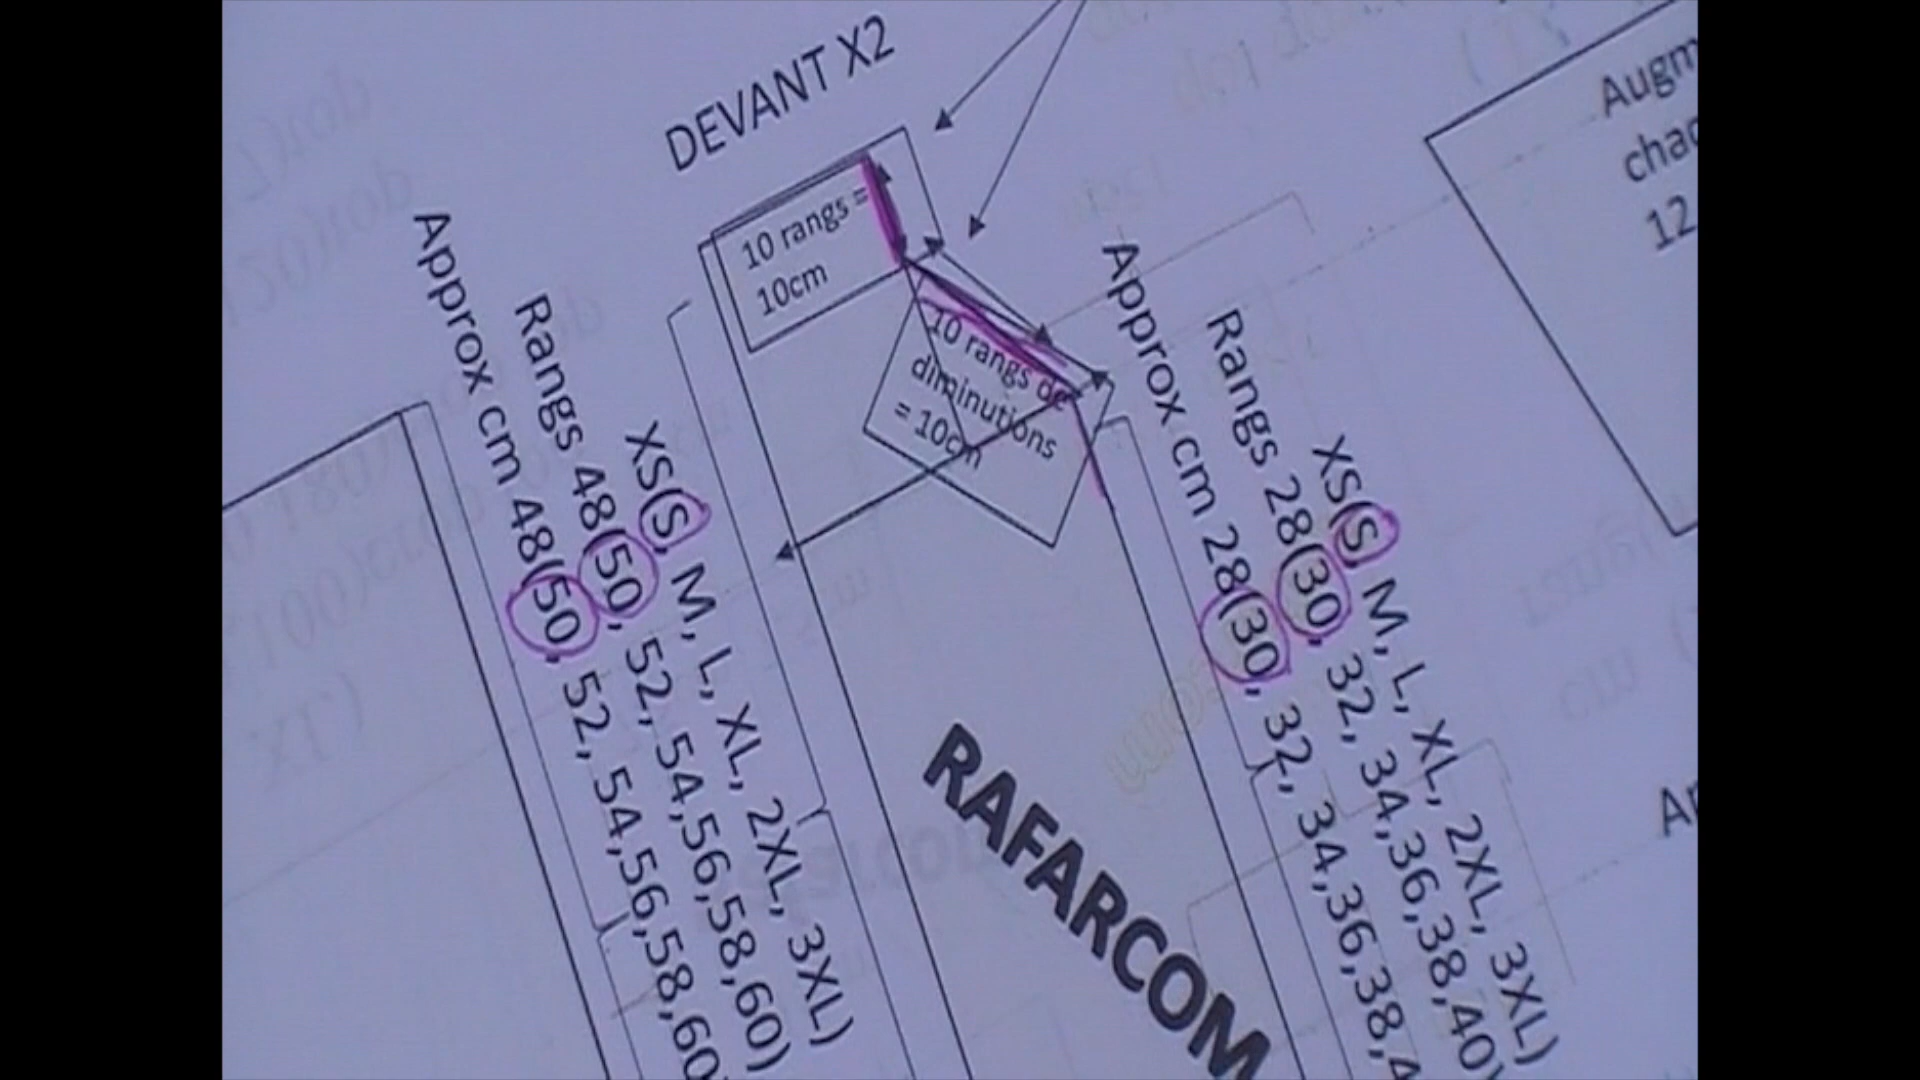 DEVANT X2
10 rangs =
10cm
10 rangs de
diminutions
= 10cm
XS(S, M, L, XL, 2XL, 3XL)
Rangs 48(50, 52, 54,56,58,60)
Approx cm 48(50, 52, 54,56,58,60
XS(S, M, L, XL, 2XL, 3XL)
Rangs 28(30, 32, 34,36,38,40)
Approx cm 28(30, 32, 34,36,38,4
RAFARCOM
Augm
chac
12